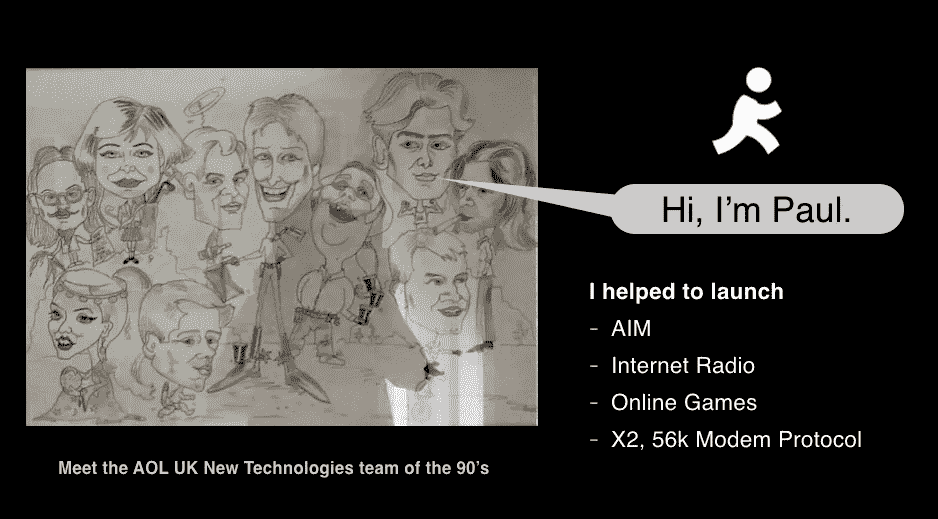 Hi, I'm Paul.
I helped to launch
- AIM
- Internet Radio
- Online Games
- X2, 56k Modem Protocol
Meet the AOL UK New Technologies team of the 90's